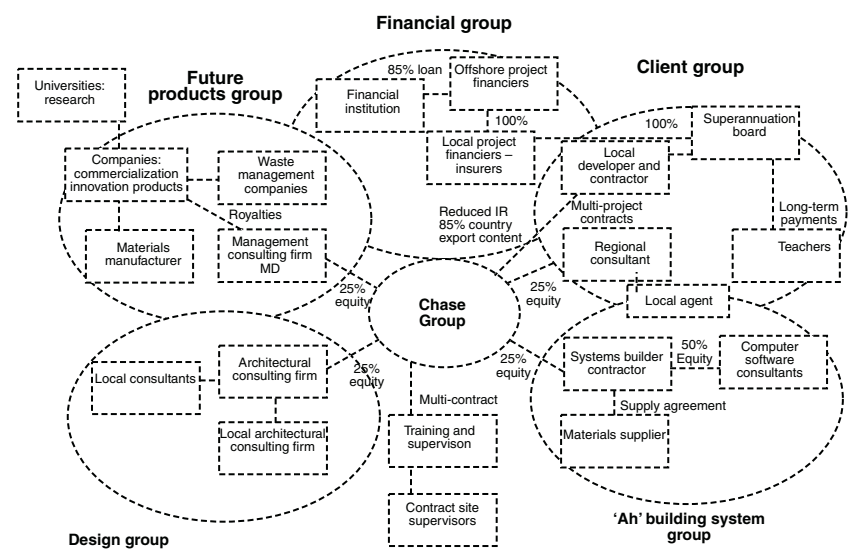 Financial group
Future
products group
Client group
Universities:
research
85% loan
Financial
institution
Offshore project
financiers
100%
Local project
financiers –
insurers
100%
Superannuation
board
Companies:
commercialization
innovation products
Waste
management
companies
Royalties
Materials
manufacturer
Management
consulting firm
MD
Local
developer and
contractor
Multi-project
contracts
Long-term
payments
Teachers
Reduced IR
85% country
export content
Regional
consultant
Local agent
25%
equity
Chase
Group
25%
equity
Local consultants
Architectural
consulting firm
25%
equity
Local architectural
consulting firm
25%
equity
Systems builder
contractor
50%
Equity
Computer
software
consultants
Supply agreement
Materials supplier
Multi-contract
Training and
supervison
Contract site
supervisors
Design group
‘Ah’ building system
group